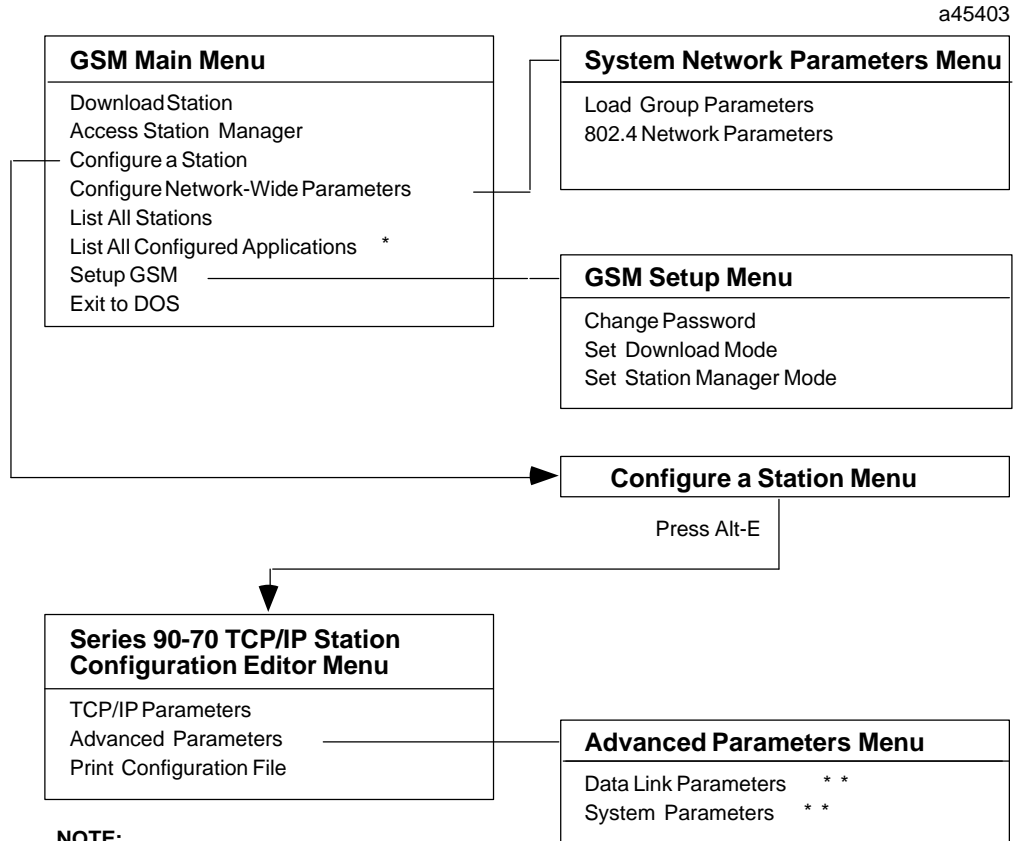 a45403
GSM Main Menu
Download Station
Access Station Manager
Configure a Station
Configure Network-Wide Parameters
List All Stations
List All Configured Applications *
Setup GSM
Exit to DOS
System Network Parameters Menu
Load Group Parameters
802.4 Network Parameters
GSM Setup Menu
Change Password
Set Download Mode
Set Station Manager Mode
Configure a Station Menu
Press Alt-E
Series 90-70 TCP/IP Station
Configuration Editor Menu
TCP/IP Parameters
Advanced Parameters
Print Configuration File
Advanced Parameters Menu
Data Link Parameters * *
System Parameters * *
NOTE: